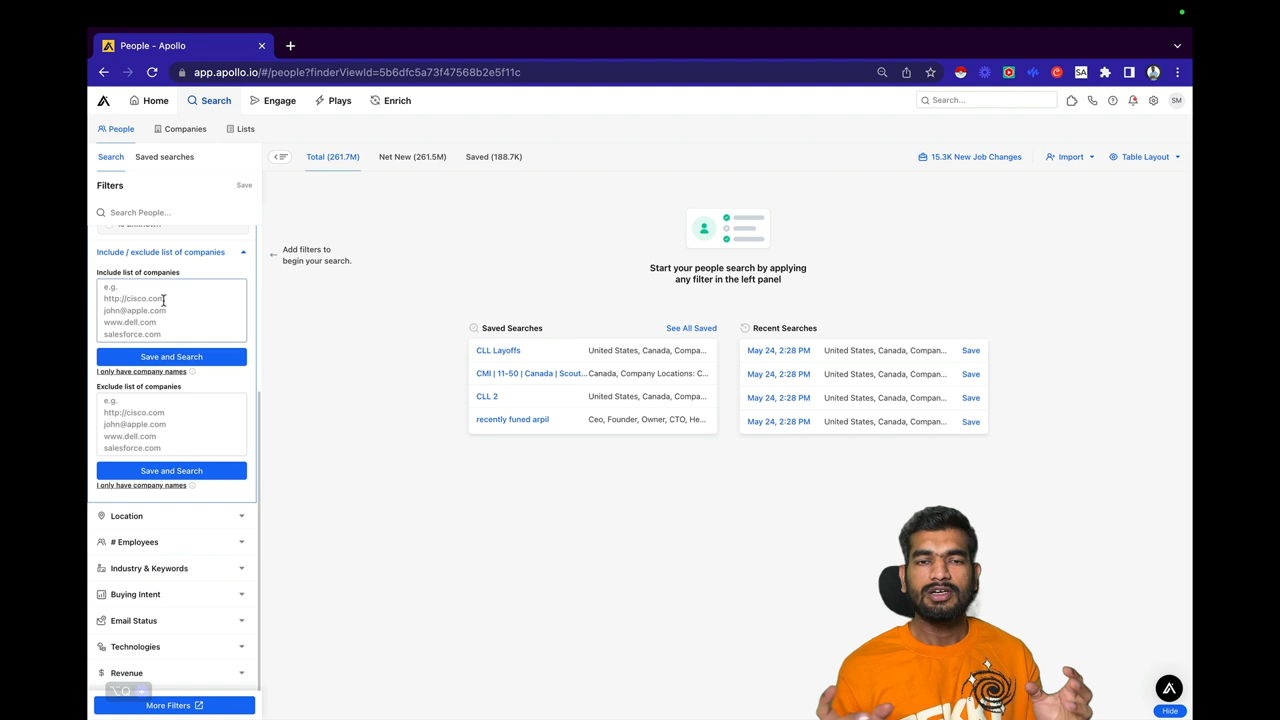 People - Apollo
app.apollo.io/#/people?finderViewId=5b6dfc5a73f47568b2e5f11c
SA
Home
Search
Engage
Plays
Enrich
Search...
SM
People
Companies
Lists
Search
Saved searches
Total (261.7M)
Net New (261.5M)
Saved (188.7K)
15.3K New Job Changes
Import
Table Layout
Filters
Save
Search People...
is unknown
Include / exclude list of companies
Include list of companies
e.g.
http://cisco.com
john@apple.com
www.dell.com
salesforce.com
Save and Search
I only have company names
Exclude list of companies
e.g.
http://cisco.com
john@apple.com
www.dell.com
salesforce.com
Save and Search
I only have company names
Location
# Employees
Industry & Keywords
Buying Intent
Email Status
Technologies
Revenue
More Filters
Add filters to
begin your search.
Start your people search by applying
any filter in the left panel
Saved Searches
See All Saved
CLL Layoffs United States, Canada, Compa...
CMI | 11-50 | Canada | Scout... Canada, Company Locations: C...
CLL 2 United States, Canada, Compa...
recently funed arpil Ceo, Founder, Owner, CTO, He...
Recent Searches
May 24, 2:28 PM United States, Canada, Compan... Save
May 24, 2:28 PM United States, Canada, Compan... Save
May 24, 2:28 PM United States, Canada, Compan... Save
May 24, 2:28 PM United States, Canada, Compan... Save
Hide